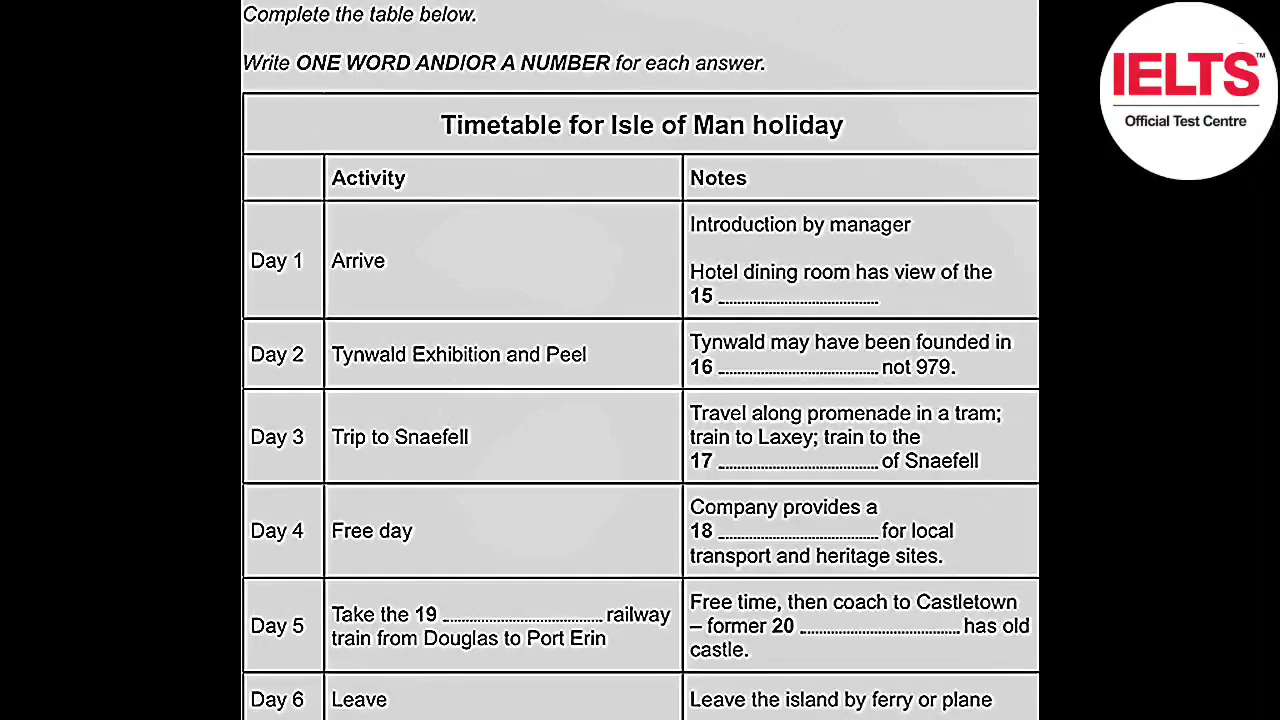 Complete the table below.
Write ONE WORD AND/OR A NUMBER for each answer.
IELTS™
Official Test Centre
Timetable for Isle of Man holiday
Activity Notes
Day 1 Arrive Introduction by manager
Hotel dining room has view of the
15 ........................................
Day 2 Tynwald Exhibition and Peel Tynwald may have been founded in
16 ........................................ not 979.
Day 3 Trip to Snaefell Travel along promenade in a tram;
train to Laxey; train to the
17 ........................................ of Snaefell
Day 4 Free day Company provides a
18 ........................................ for local
transport and heritage sites.
Day 5 Take the 19 ........................................ railway
train from Douglas to Port Erin
Free time, then coach to Castletown
– former 20 ........................................ has old
castle.
Day 6 Leave Leave the island by ferry or plane